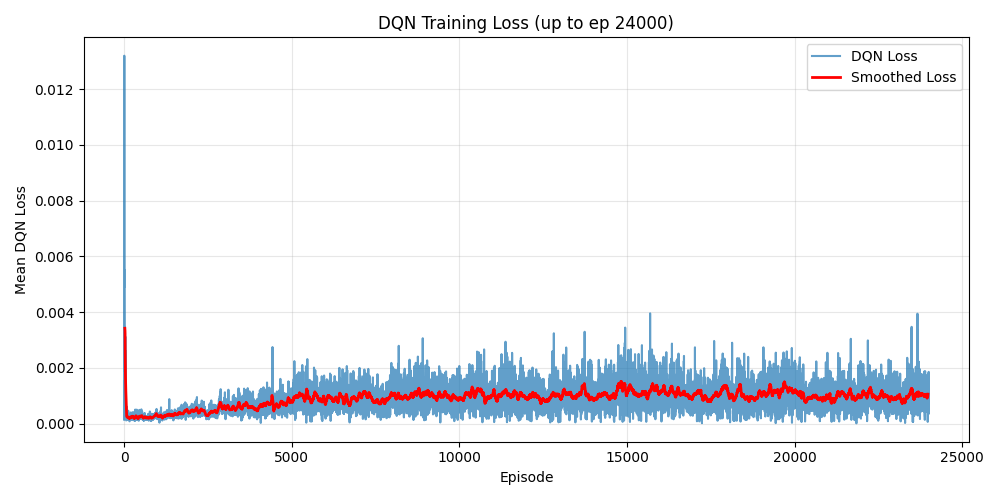 DQN Training Loss (up to ep 24000)
DQN Loss
Smoothed Loss
0.012
0.010
0.008
0.006
0.004
0.002
0.000
Mean DQN Loss
0
5000
10000
15000
20000
25000
Episode